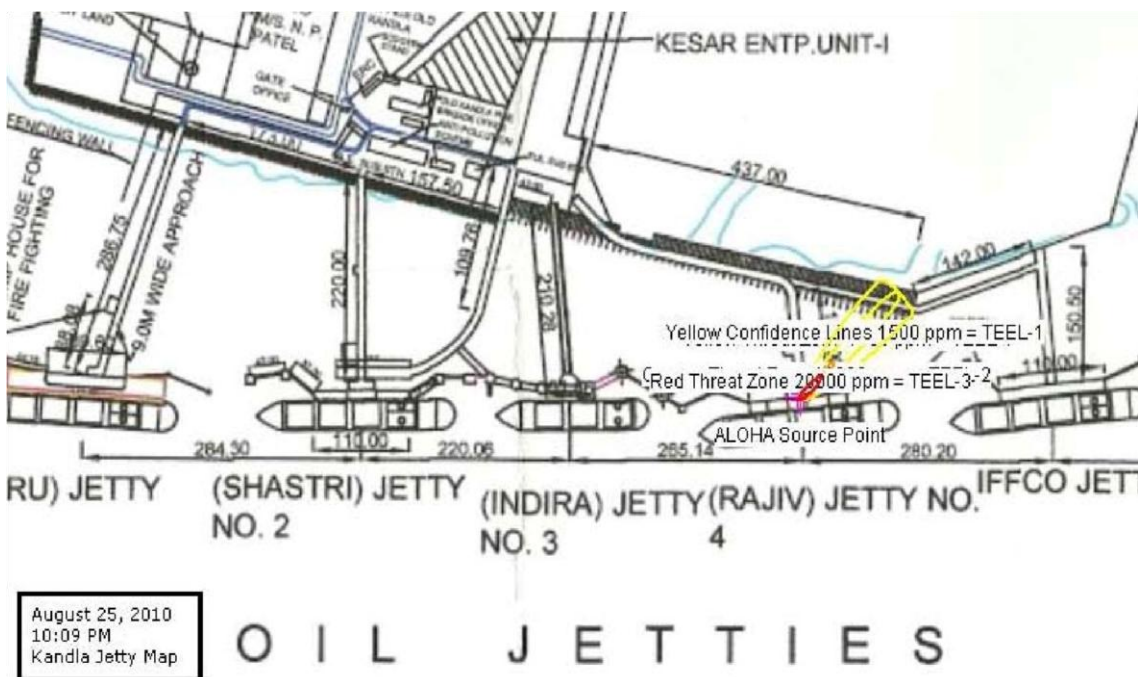 M/S. N. P.
PATEL
KANDLA
GATE
OFFICE
KESAR ENTP.UNIT-I
437.00
142.00
150.50
157.50
FENCING WALL
HOUSE FOR
FIRE FIGHTING
286.75
9.0M WIDE APPROACH
220.00
109.76
210.28
Yellow Confidence Lines 1500 ppm = TEEL-1
Red Threat Zone 20000 ppm = TEEL-3
-2
110.00
ALOHA Source Point
284.30
110.00
220.06
265.14
280.20
RU) JETTY
(SHASTRI) JETTY
NO. 2
(INDIRA) JETTY
NO. 3
(RAJIV) JETTY NO.
4
IFFCO JETT
August 25, 2010
10:09 PM
Kandla Jetty Map
OIL JETTIES